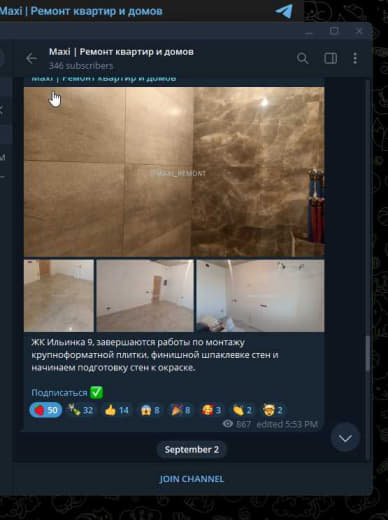 Maxi | Ремонт квартир и домов
Maxi | Ремонт квартир и домов
346 subscribers
Maxi | Ремонт квартир и домов
@MAXI_REMONT
ЖК Ильинка 9, завершаются работы по монтажу
крупноформатной плитки, финишной шпаклевке стен и
начинаем подготовку стен к окраске.
Подписаться ✅
50 32 14 8 8 3 2 2
867 edited 5:53 PM
September 2
JOIN CHANNEL